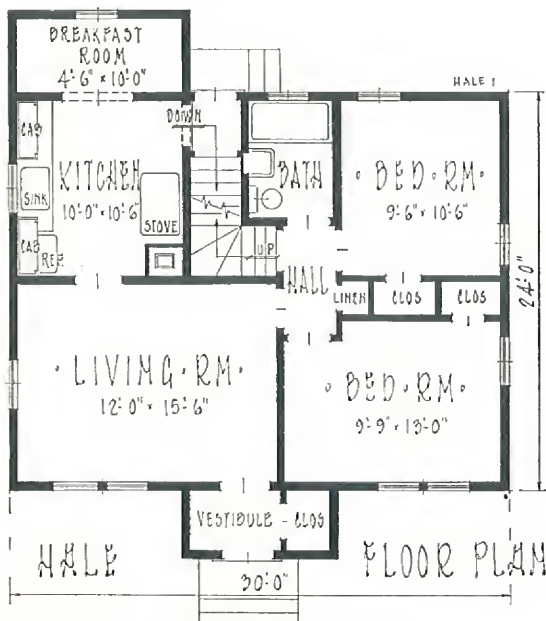 BREAKFAST
ROOM
4'-6" × 10'-0"
HALE 1
CAB
DOWN
KITCHEN
10'-0" × 10'-6"
SINK
STOVE
CAB
REF
BATH
BED·RM·
9'-6" × 10'-6"
UP
HALL
LINEN
CLOS
CLOS
24'-0"
·LIVING·RM·
12'-0" × 15'-6"
·BED·RM·
9'-9" × 13'-0"
VESTIBULE - CLOS
HALE
FLOOR PLAN
30'-0"